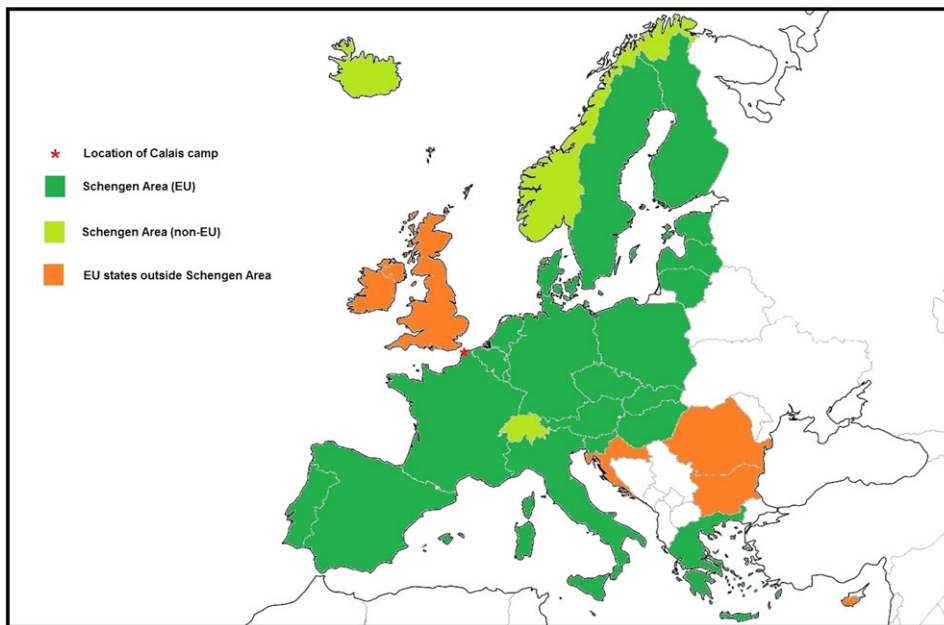 Location of Calais camp
Schengen Area (EU)
Schengen Area (non-EU)
EU states outside Schengen Area